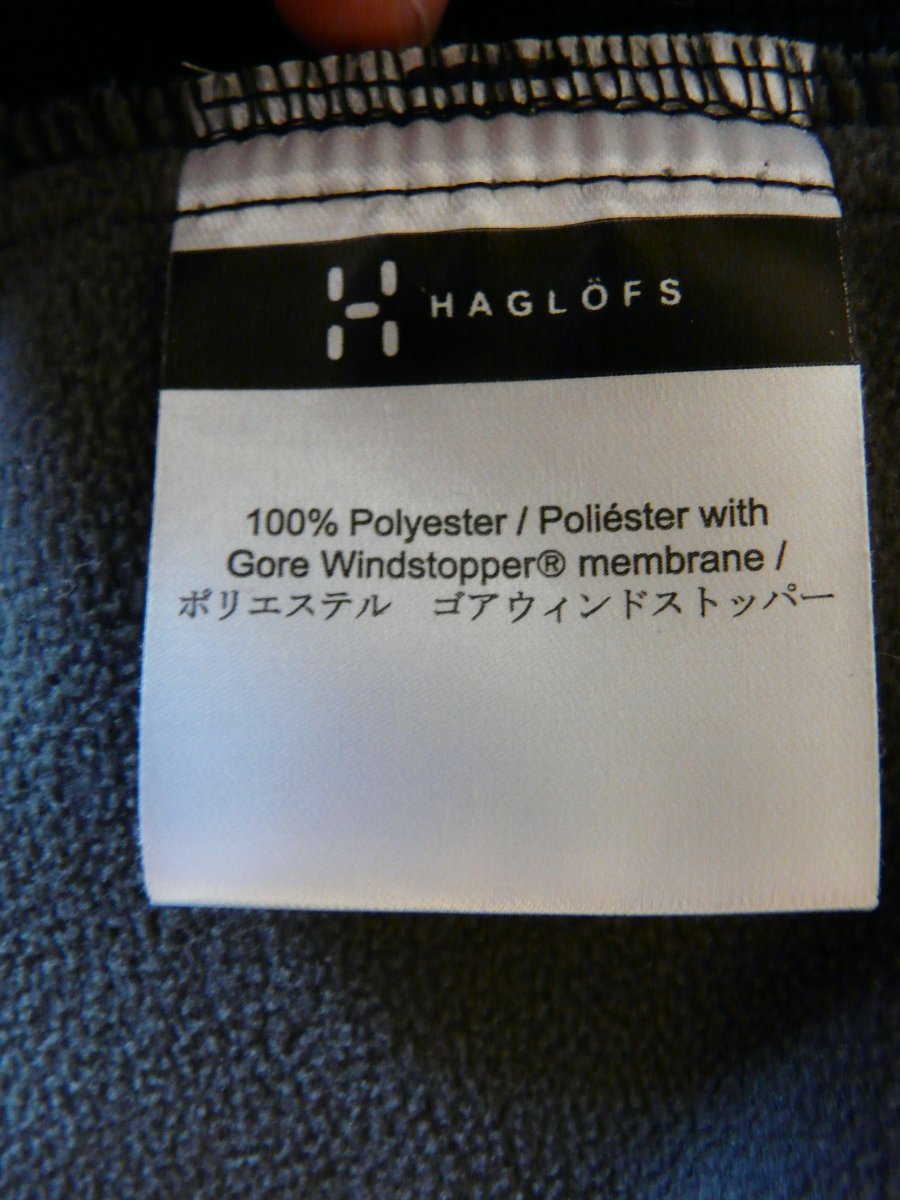 HAGLÖFS
100% Polyester / Poliéster with
Gore Windstopper® membrane /
ポリエステル　ゴアウィンドストッパー